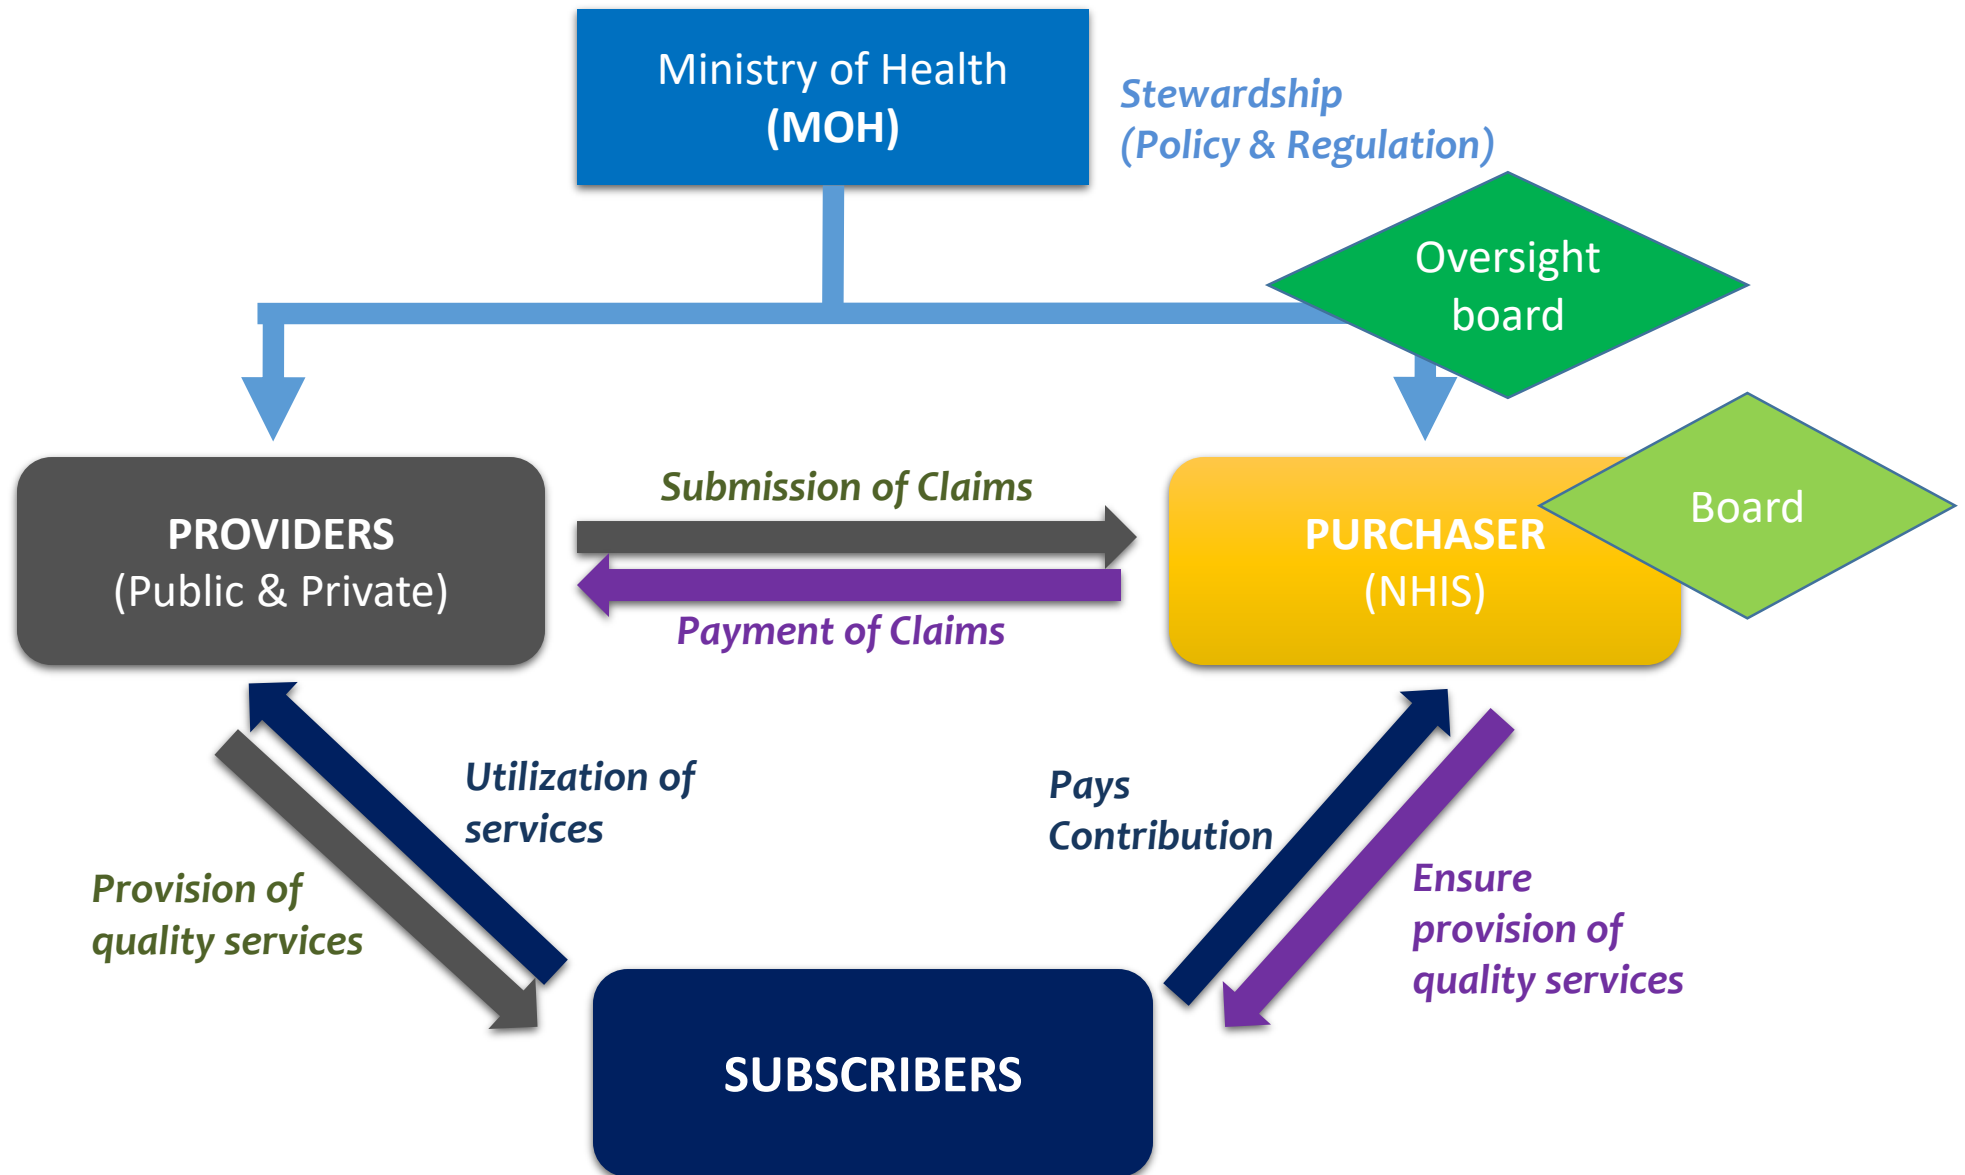 Ministry of Health
(MOH)
Stewardship
(Policy & Regulation)
Oversight
board
PROVIDERS
(Public & Private)
Submission of Claims
Payment of Claims
PURCHASER
(NHIS)
Board
Utilization of
services
Provision of
quality services
Pays
Contribution
Ensure
provision of
quality services
SUBSCRIBERS